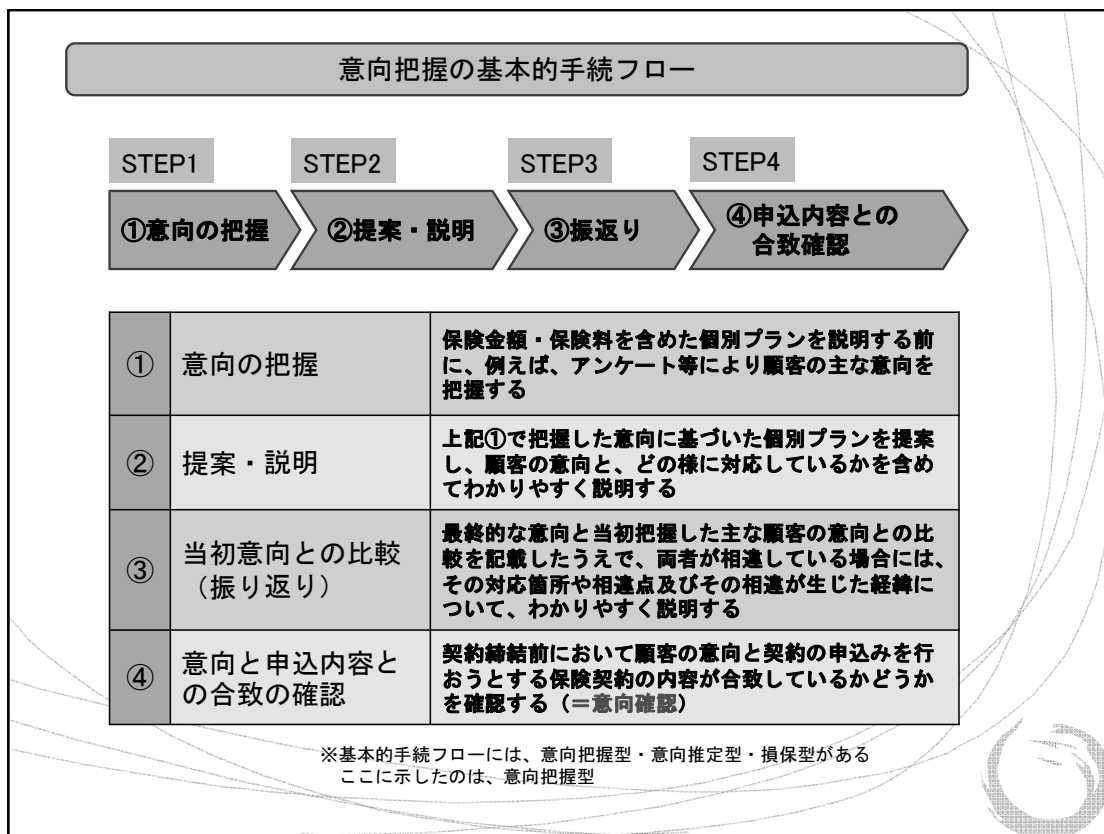 意向把握の基本的手続フロー
STEP1
STEP2
STEP3
STEP4
①意向の把握
②提案・説明
③振返り
④申込内容との
合致確認
①
意向の把握
保険金額・保険料を含めた個別プランを説明する前
に、例えば、アンケート等により顧客の主な意向を
把握する
②
提案・説明
上記①で把握した意向に基づいた個別プランを提案
し、顧客の意向と、どの様に対応しているかを含め
てわかりやすく説明する
③
当初意向との比較
（振り返り）
最終的な意向と当初把握した主な顧客の意向との比
較を記載したうえで、両者が相違している場合には、
その対応箇所や相違点及びその相違が生じた経緯に
ついて、わかりやすく説明する
④
意向と申込内容と
の合致の確認
契約締結前において顧客の意向と契約の申込みを行
おうとする保険契約の内容が合致しているかどうか
を確認する（＝意向確認）
※基本的手続フローには、意向把握型・意向推定型・損保型がある
ここに示したのは、意向把握型